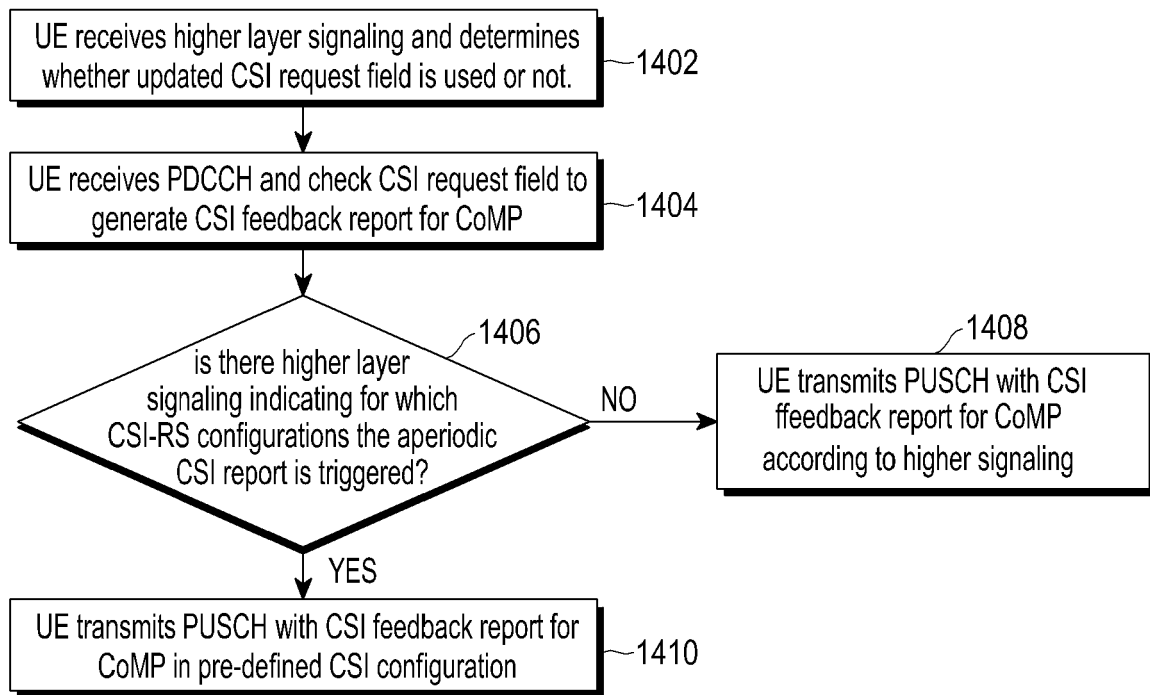 UE receives higher layer signaling and determines
whether updated CSI request field is used or not.
1402
UE receives PDCCH and check CSI request field to
generate CSI feedback report for CoMP
1404
1406
is there higher layer
signaling indicating for which
CSI-RS configurations the aperiodic
CSI report is triggered?
NO
1408
UE transmits PUSCH with CSI
ffeedback report for CoMP
according to higher signaling
YES
UE transmits PUSCH with CSI feedback report for
CoMP in pre-defined CSI configuration
1410